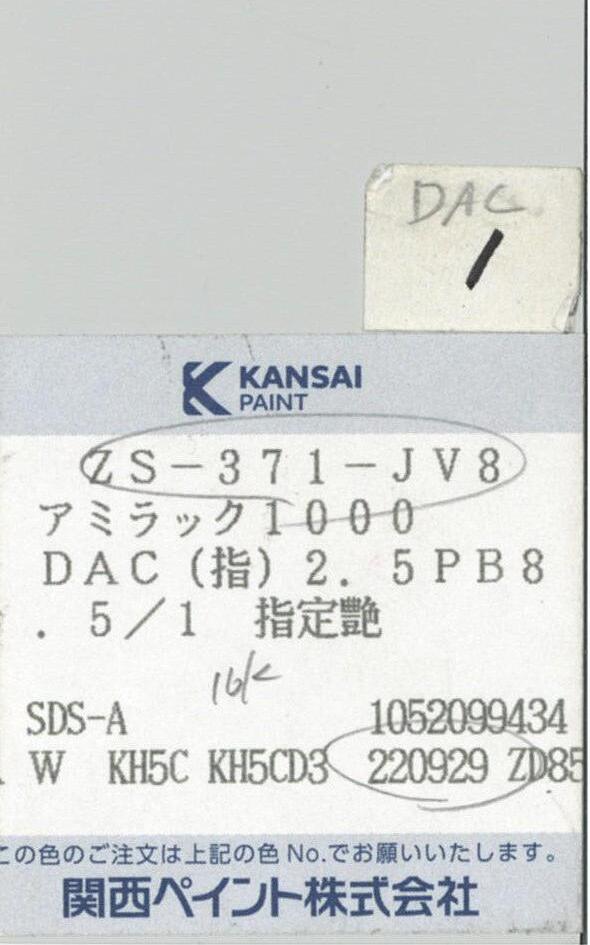 DAC
1
KANSAI
PAINT
ZS-371-JV8
アミラック1000
DAC(指)2.5PB8
.5/1 指定艶
16K
SDS-A 1052099434
W KH5C KH5CD3 220929 ZD85
この色のご注文は上記の色No.でお願いいたします。
関西ペイント株式会社